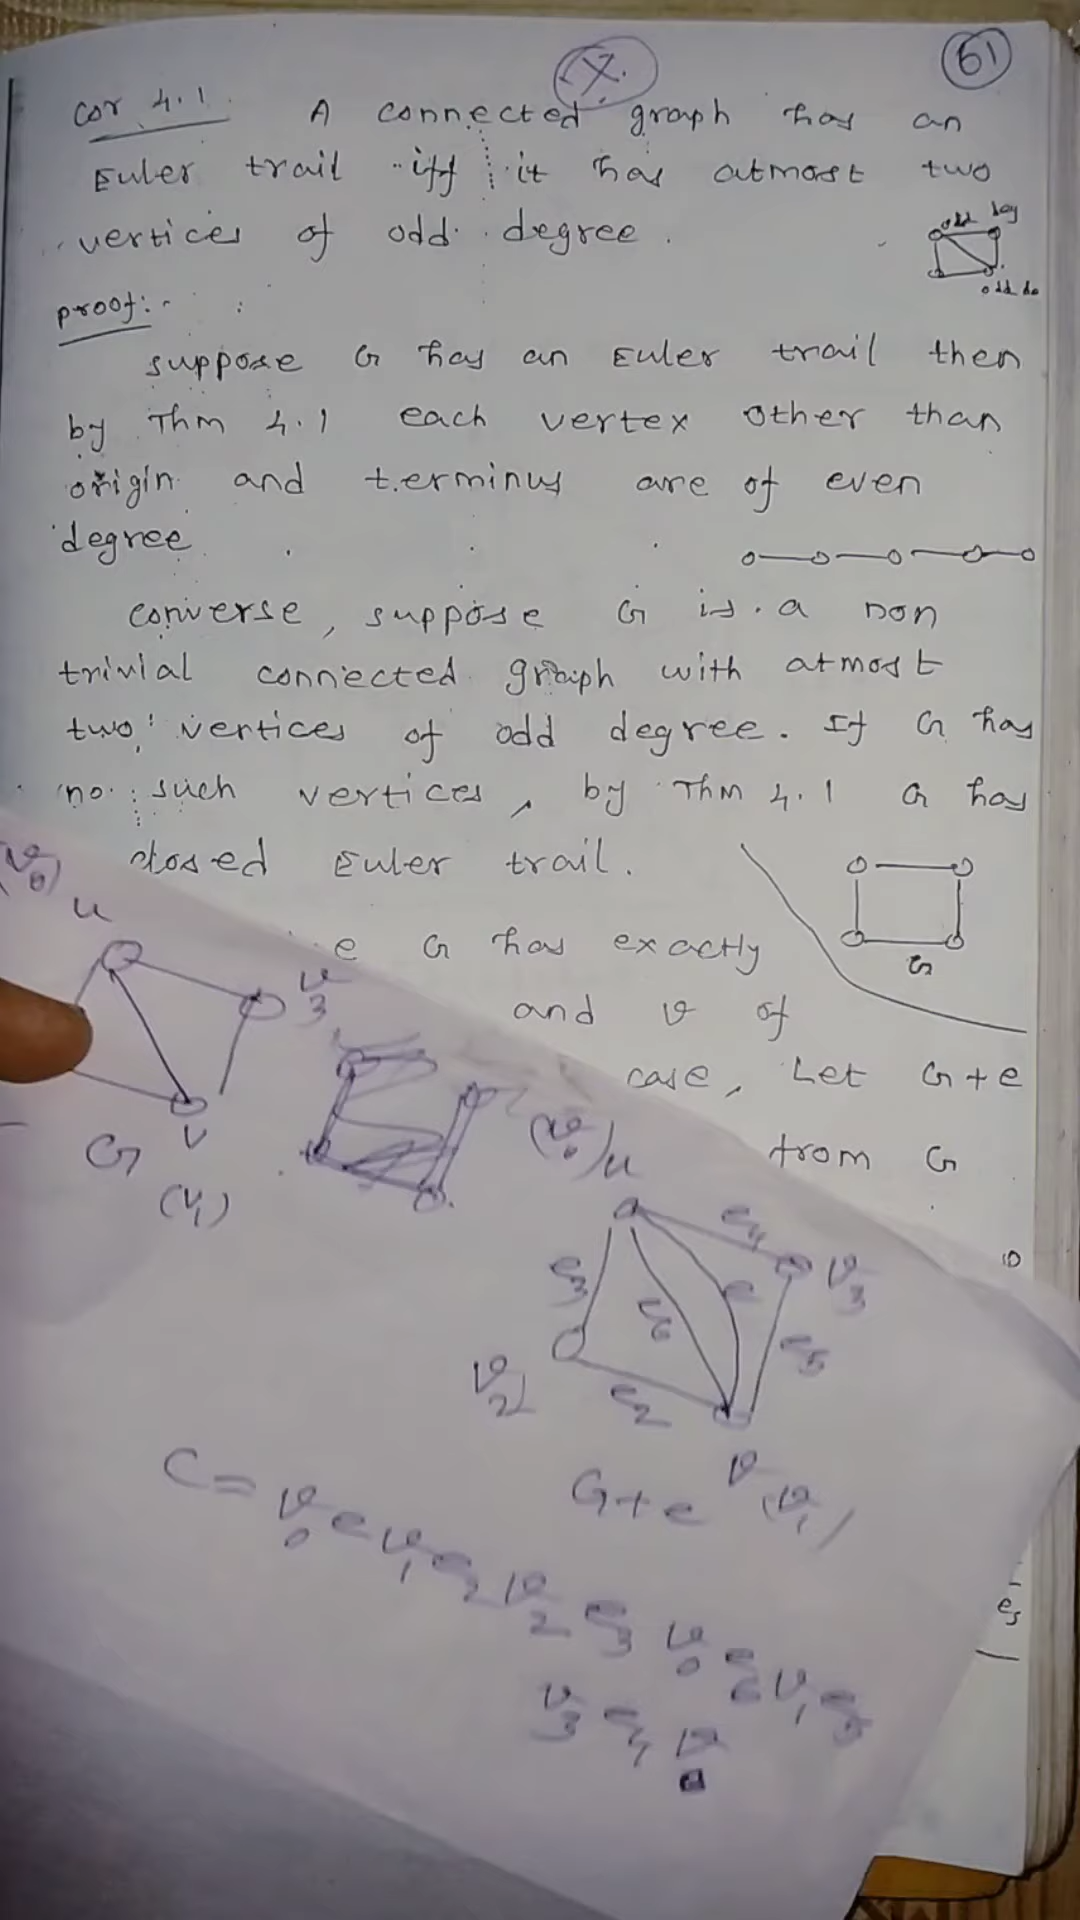 X.
61
Cor 4.1. A connected graph has an
Euler trail iff it has atmost two
vertices of odd degree.
odd deg
odd de
proof:-
suppose G has an Euler trail then
by Thm 4.1 each vertex other than
origin and terminus are of even
degree
converse, suppose G is a non
trivial connected graph with atmost
two vertices of odd degree. If G has
no such vertices, by Thm 4.1 G has
closed Euler trail.
G
e G has exactly
and v of
case, Let G+e
from G
(v0) u
v3
v
G
(v1)
(v0) u
e4
v3
e3
e6
e
e5
v2
e2
v (v1)
G+e
C = v0 e v1 e2 v2 e3 v0 e6 v1 e5
v3 e4 v0
es